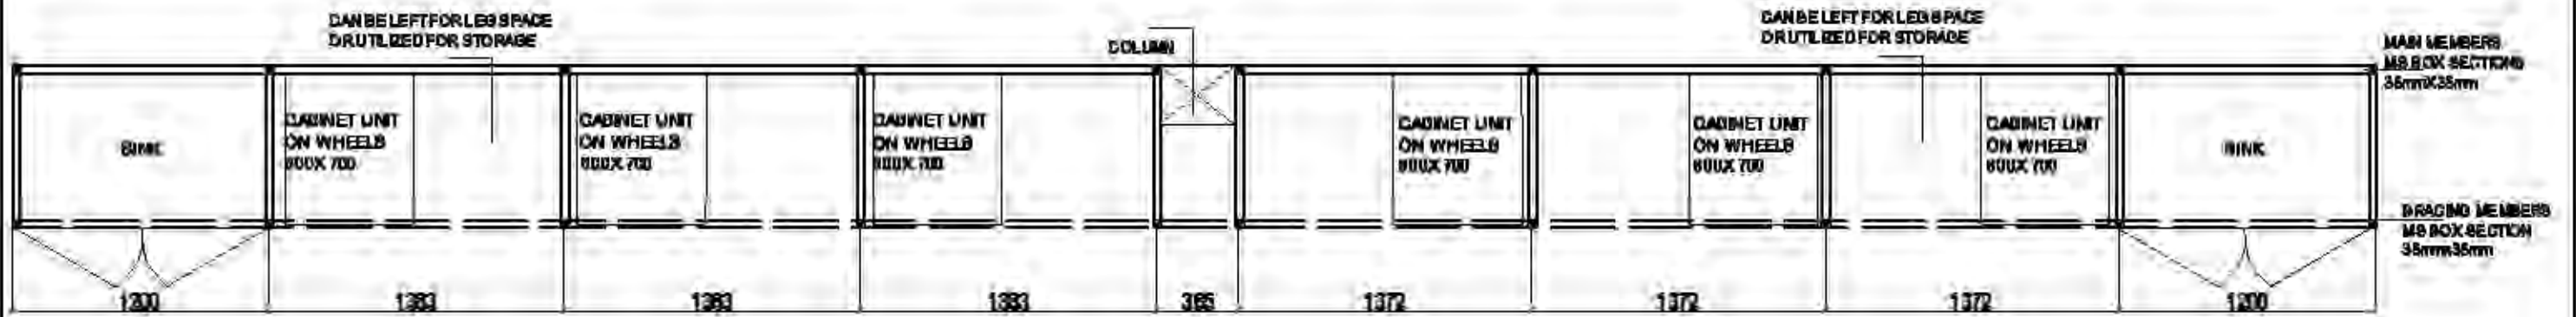 CAN BE LEFT FOR LEG SPACE
OR UTILIZED FOR STORAGE
COLUMN
CAN BE LEFT FOR LEG SPACE
OR UTILIZED FOR STORAGE
MAIN MEMBERS
MS BOX SECTIONS
35mmX35mm
SINK
CABINET UNIT
ON WHEELS
600X 700
CABINET UNIT
ON WHEELS
600X 700
CABINET UNIT
ON WHEELS
600X 700
CABINET UNIT
ON WHEELS
600X 700
CABINET UNIT
ON WHEELS
600X 700
CABINET UNIT
ON WHEELS
600X 700
SINK
BRACING MEMBERS
MS BOX SECTION
35mmx35mm
1200
1383
1383
1383
365
1372
1372
1372
1200